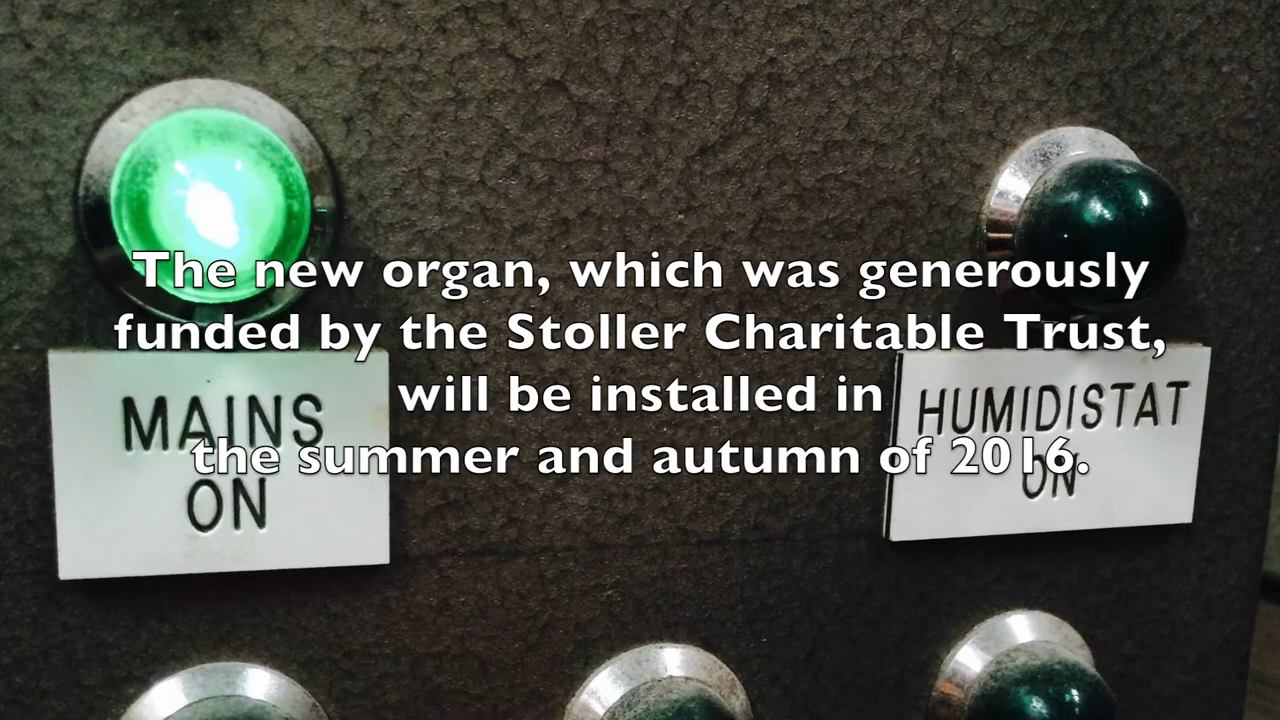 The new organ, which was generously
funded by the Stoller Charitable Trust,
will be installed in
the summer and autumn of 2016.
MAINS
ON
HUMIDISTAT
ON